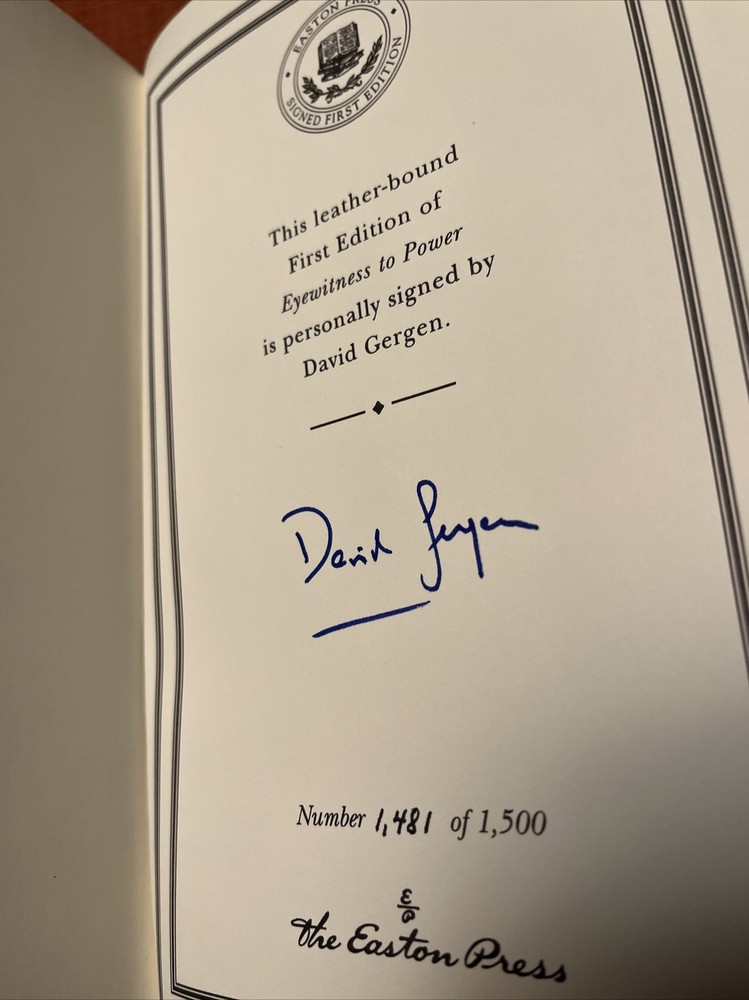 EASTON PRESS
SIGNED FIRST EDITION
This leather-bound
First Edition of
Eyewitness to Power
is personally signed by
David Gergen.
David Gergen
Number 1,481 of 1,500
E/P
the Easton Press